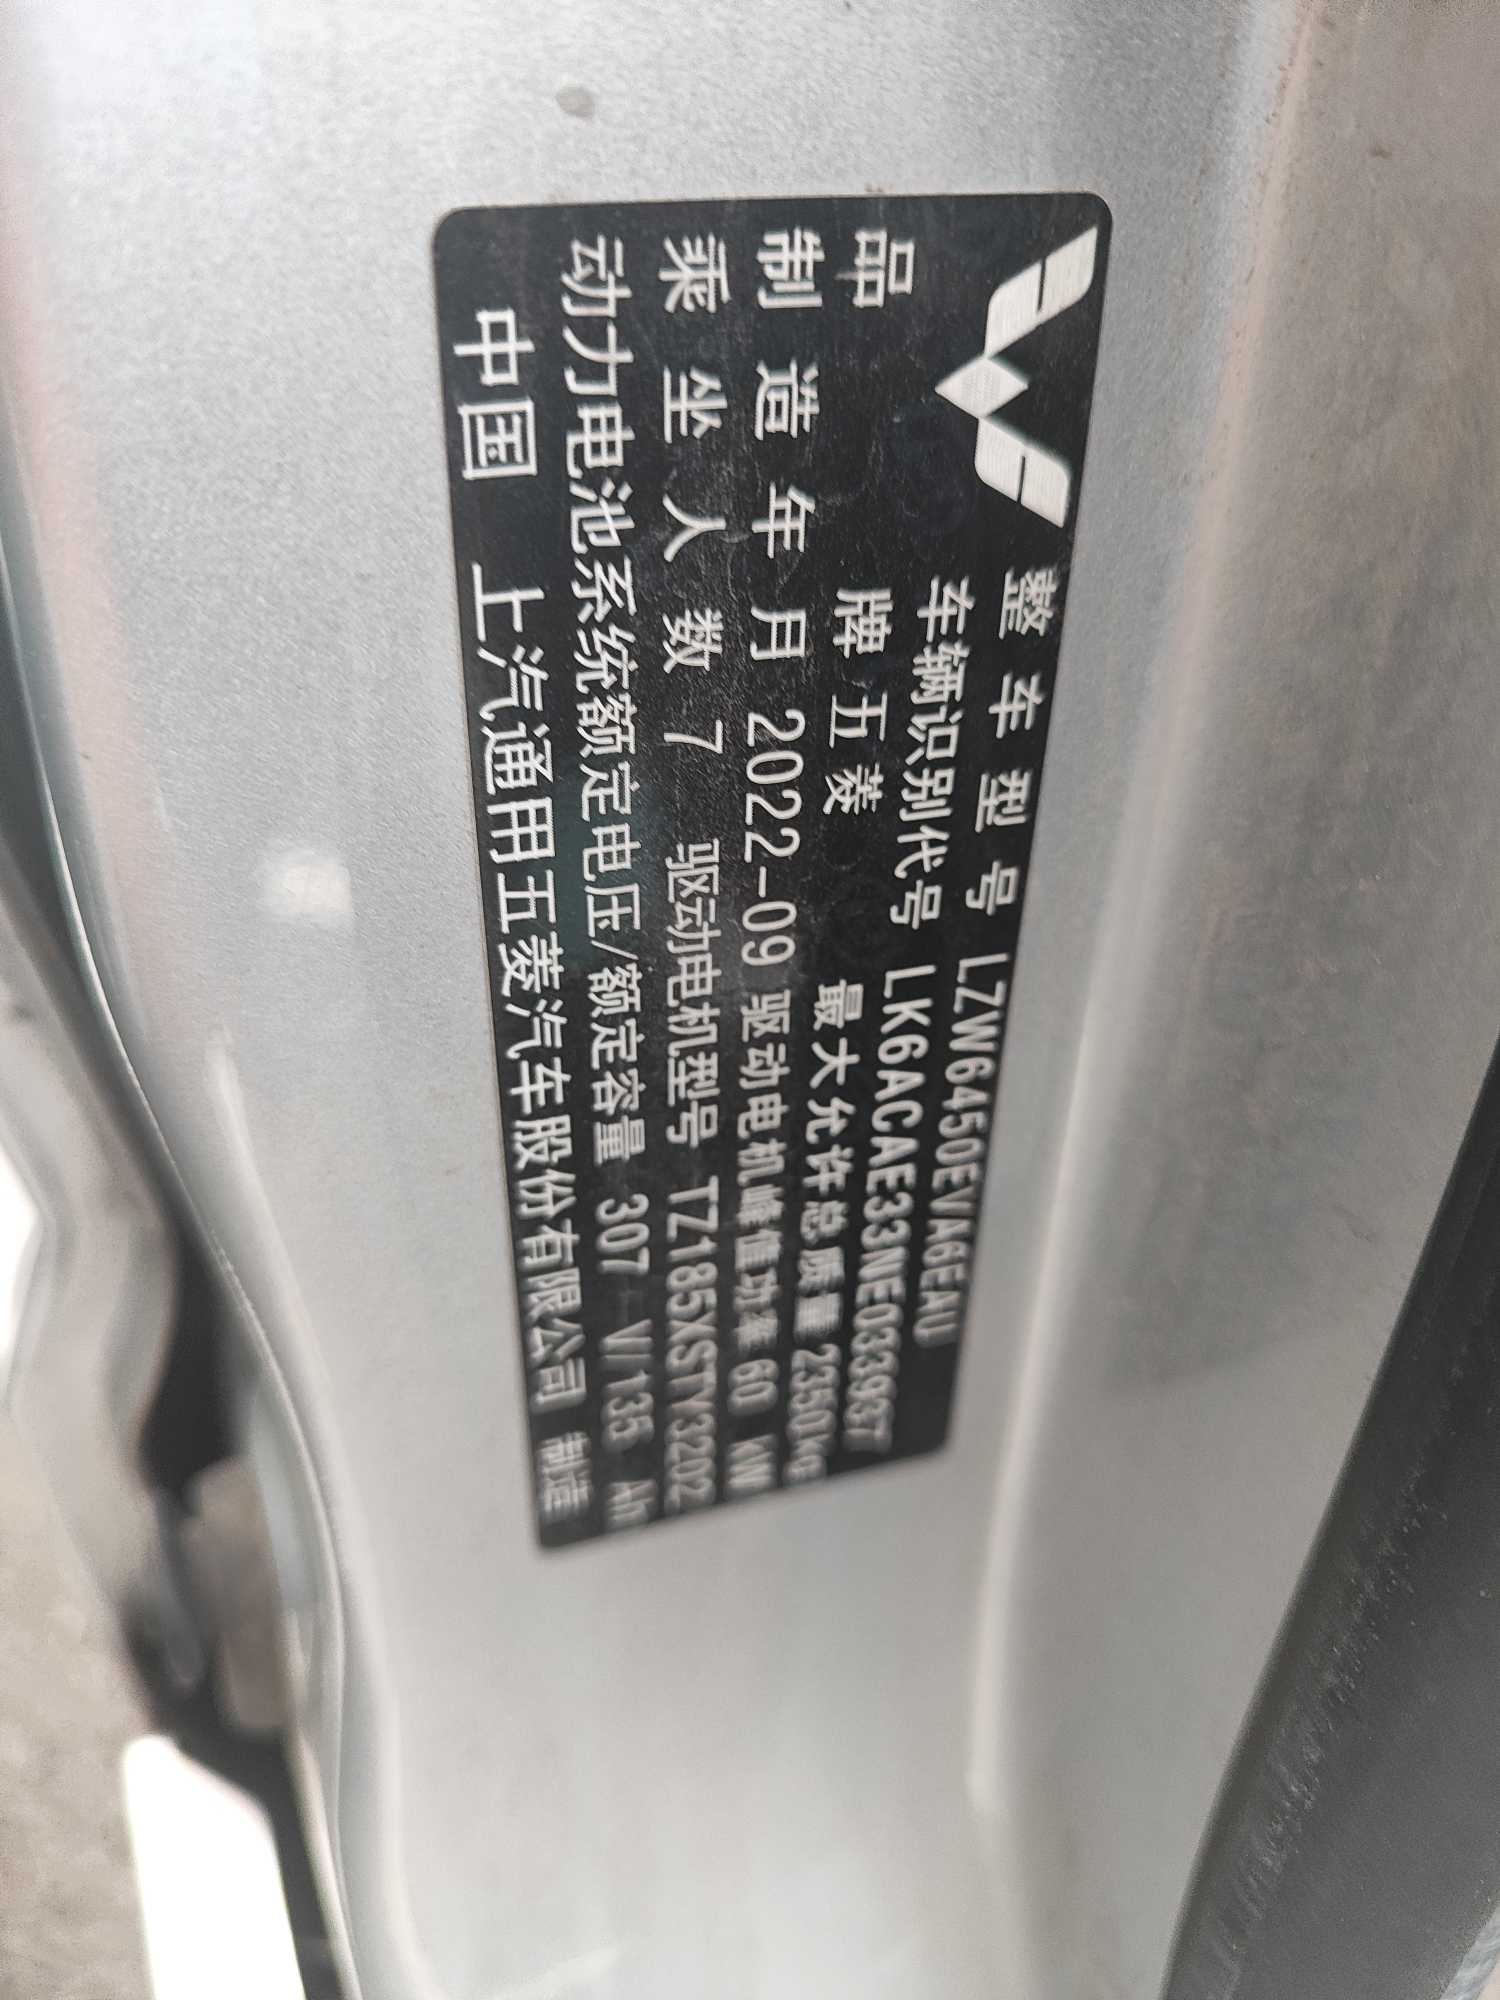 整车型号 LZW6450EVA6EAU
车辆识别代号 LK6ACAE33NE033937
品牌 五菱 最大允许总质量 2350kg
制造年月 2022-09 驱动电机峰值功率 60 kW
乘坐人数 7 驱动电机型号 TZ185XSTY3202
动力电池系统额定电压/额定容量 307 V/135 Ah
中国 上汽通用五菱汽车股份有限公司 制造